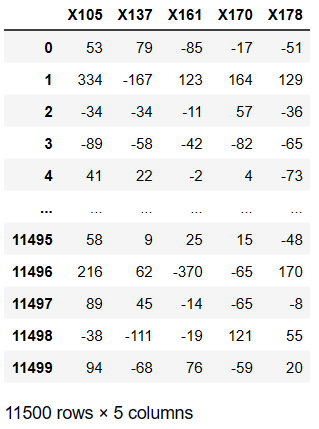 X105 X137 X161 X170 X178
0 53 79 -85 -17 -51
1 334 -167 123 164 129
2 -34 -34 -11 57 -36
3 -89 -58 -42 -82 -65
4 41 22 -2 4 -73
... ... ... ... ... ...
11495 58 9 25 15 -48
11496 216 62 -370 -65 170
11497 89 45 -14 -65 -8
11498 -38 -111 -19 121 55
11499 94 -68 76 -59 20
11500 rows × 5 columns